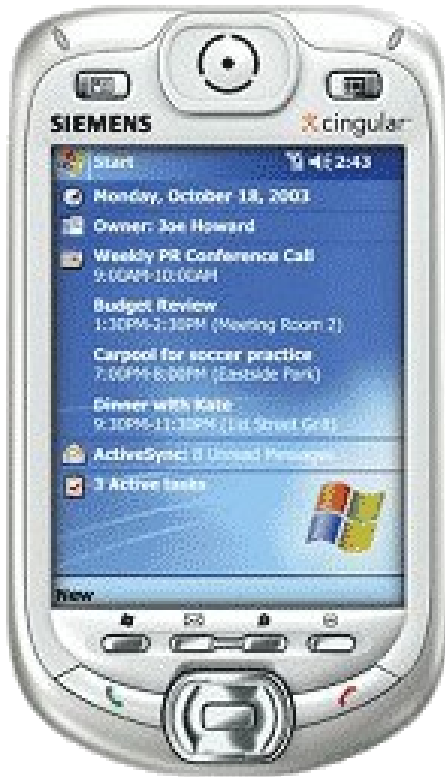 SIEMENS
cingular
Start
2:43
Monday, October 18, 2003
Owner: Joe Howard
Weekly PR Conference Call
9:00AM-10:00AM
Budget Review
1:30PM-2:30PM (Meeting Room 2)
Carpool for soccer practice
7:00PM-8:00PM (Eastside Park)
Dinner with Kate
9:30PM-11:30PM (Street Grill)
ActiveSync: 8 Unread Messages
3 Active tasks
New